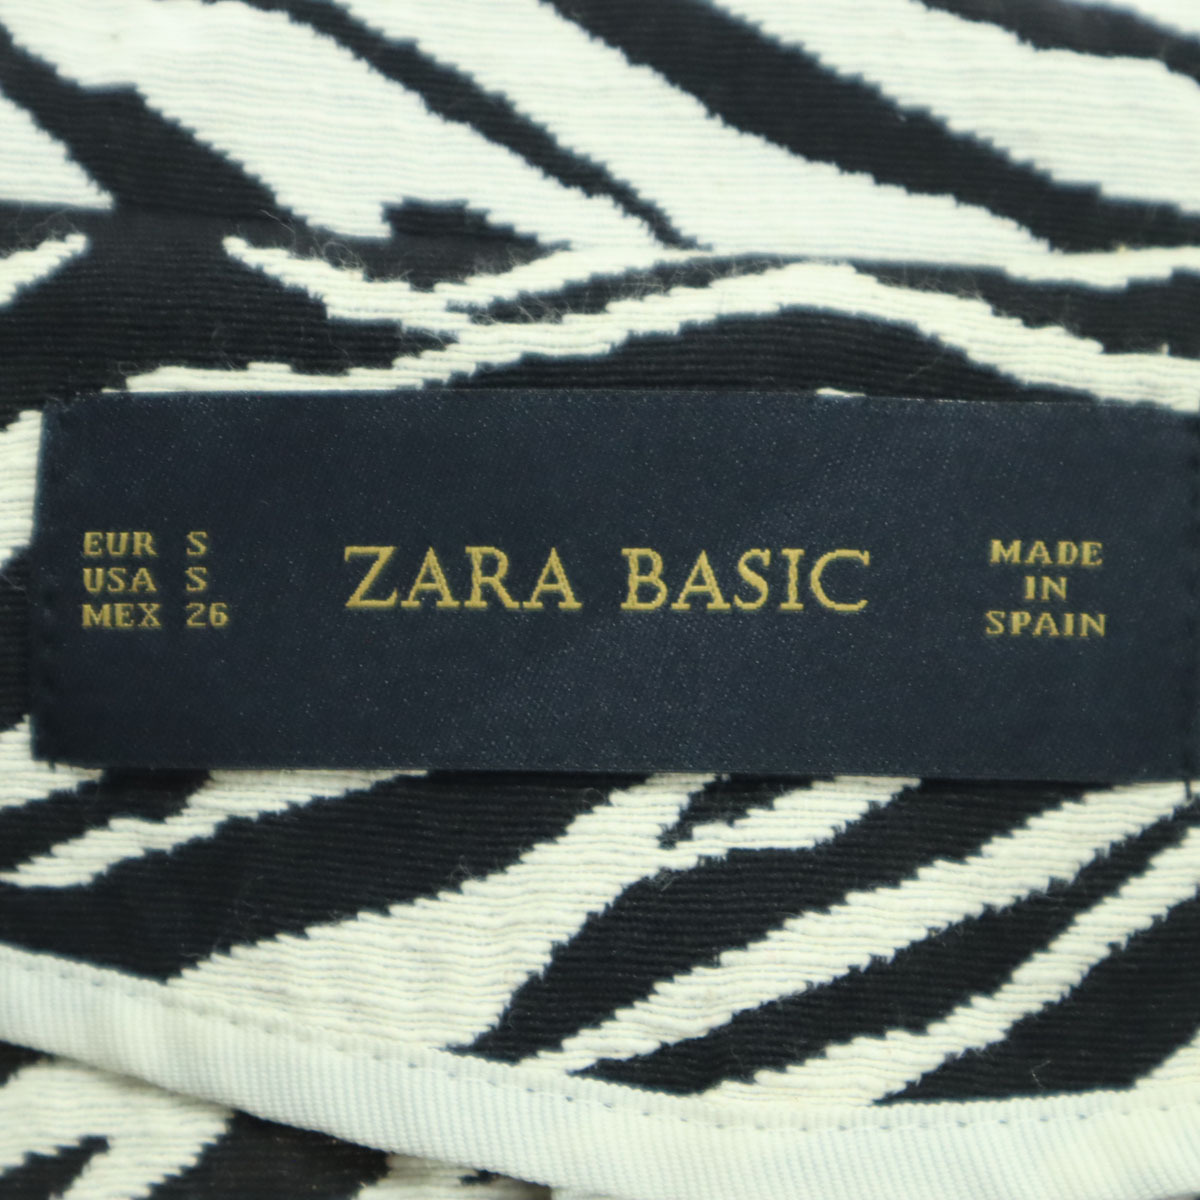 EUR S
USA S
MEX 26
ZARA BASIC
MADE
IN
SPAIN